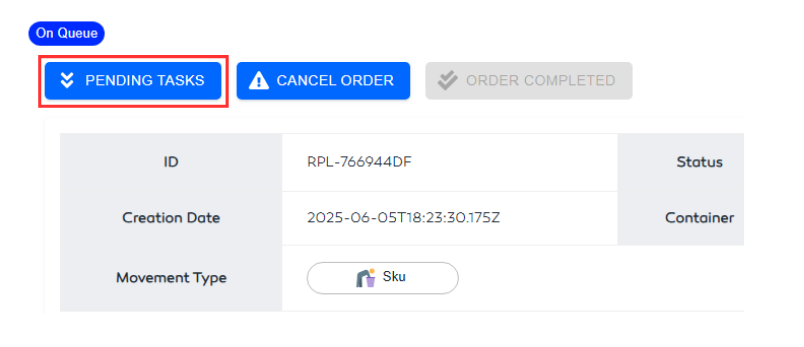 On Queue
PENDING TASKS CANCEL ORDER ORDER COMPLETED
ID RPL-766944DF Status
Creation Date 2025-06-05T18:23:30.175Z Container
Movement Type Sku